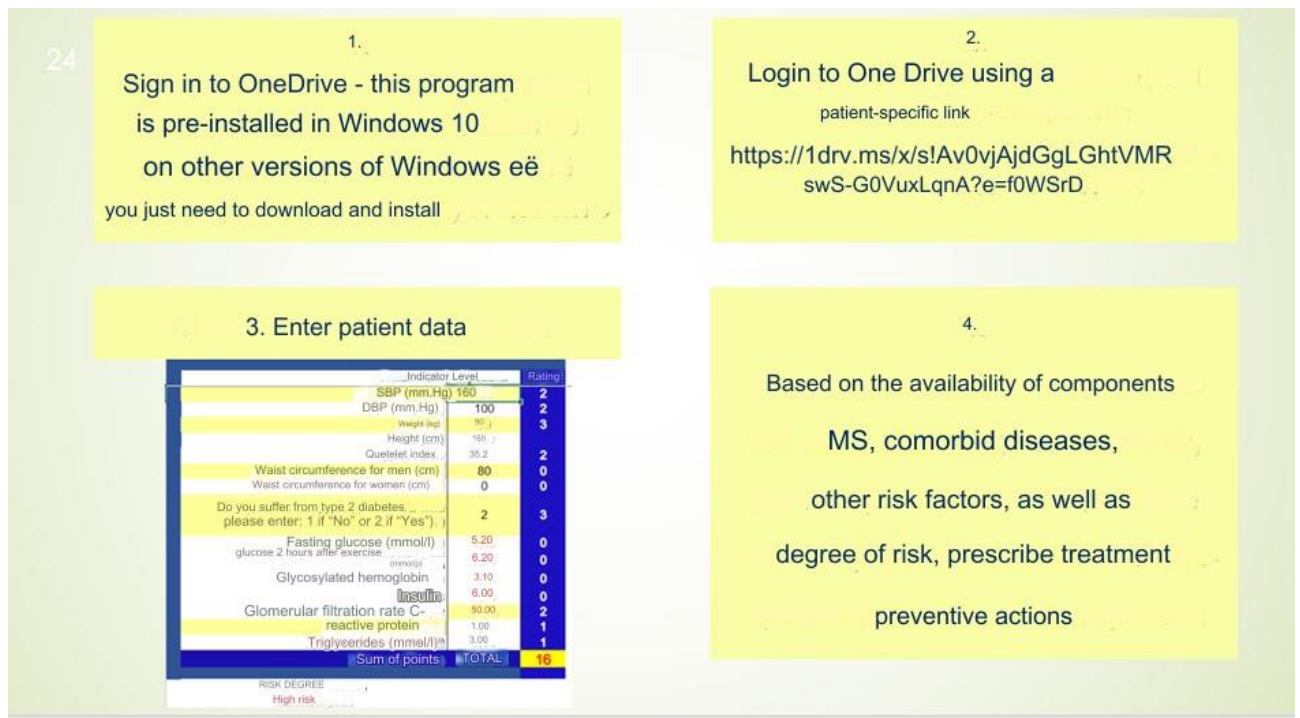 24
1.
Sign in to OneDrive - this program
is pre-installed in Windows 10
on other versions of Windows eë
you just need to download and install
2.
Login to One Drive using a
patient-specific link
https://1drv.ms/x/s!Av0vjAjdGgLGhtVMR
swS-G0VuxLqnA?e=f0WSrD
3. Enter patient data
Indicator Level Rating
SBP (mm.Hg) 160 2
DBP (mm.Hg) 100 2
Weight (kg) 90 3
Height (cm) 160
Quetelet index 35.2 2
Waist circumference for men (cm) 80 0
Waist circumference for women (cm) 0 0
Do you suffer from type 2 diabetes,
please enter: 1 if "No" or 2 if "Yes"). 2 3
Fasting glucose (mmol/l) 5.20 0
glucose 2 hours after exercise 6.20 0
Glycosylated hemoglobin 3.10 0
Insulin 6.00 0
Glomerular filtration rate C- 50.00 2
reactive protein 1.00 1
Triglycerides (mmol/l) 3.00 1
Sum of points TOTAL 16
RISK DEGREE
High risk
4.
Based on the availability of components
MS, comorbid diseases,
other risk factors, as well as
degree of risk, prescribe treatment
preventive actions